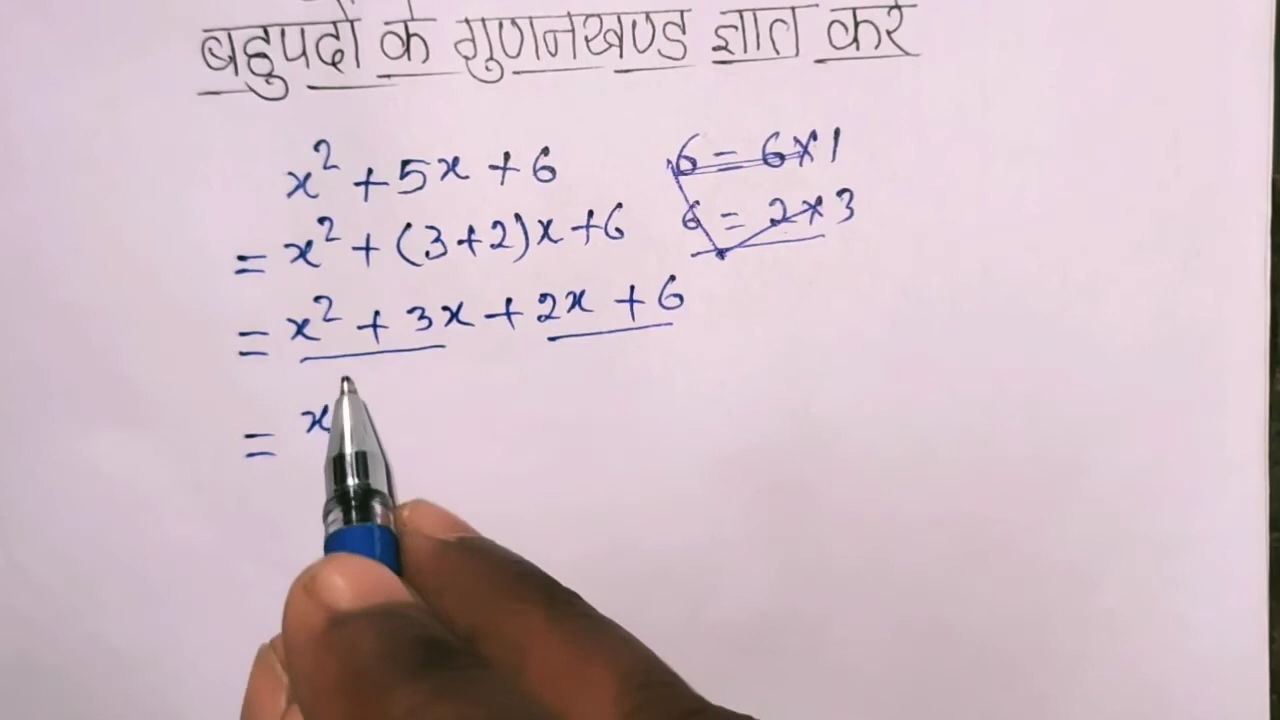 बहुपदों के गुणनखण्ड ज्ञात करें
x² + 5x + 6
6 = 6 × 1
= x² + (3+2)x + 6
6 = 2 × 3
= x² + 3x + 2x + 6
= x